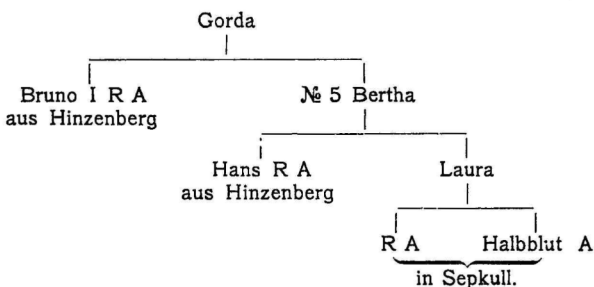 Gorda
Bruno I R A № 5 Bertha
aus Hinzenberg
Hans R A Laura
aus Hinzenberg
R A Halbblut A
in Sepkull.